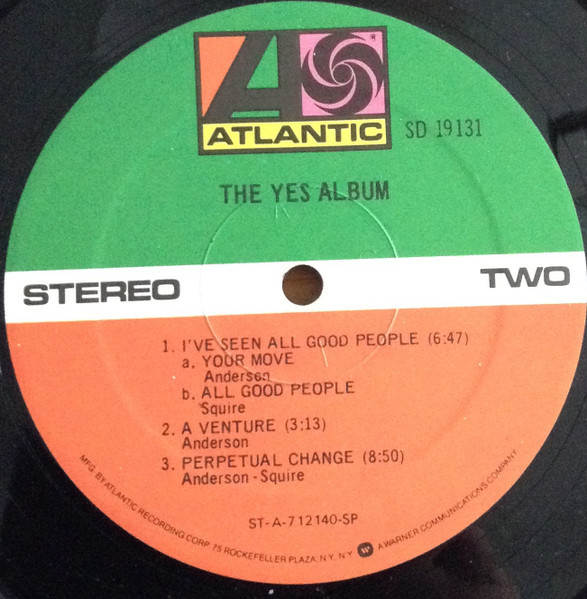 ATLANTIC
SD 19131
THE YES ALBUM
STEREO
TWO
1. I'VE SEEN ALL GOOD PEOPLE (6:47)
a. YOUR MOVE
Anderson
b. ALL GOOD PEOPLE
Squire
2. A VENTURE (3:13)
Anderson
3. PERPETUAL CHANGE (8:50)
Anderson - Squire
ST-A-712140-SP
MFG. BY ATLANTIC RECORDING CORP. 75 ROCKEFELLER PLAZA, N.Y. N.Y. W A WARNER COMMUNICATIONS COMPANY